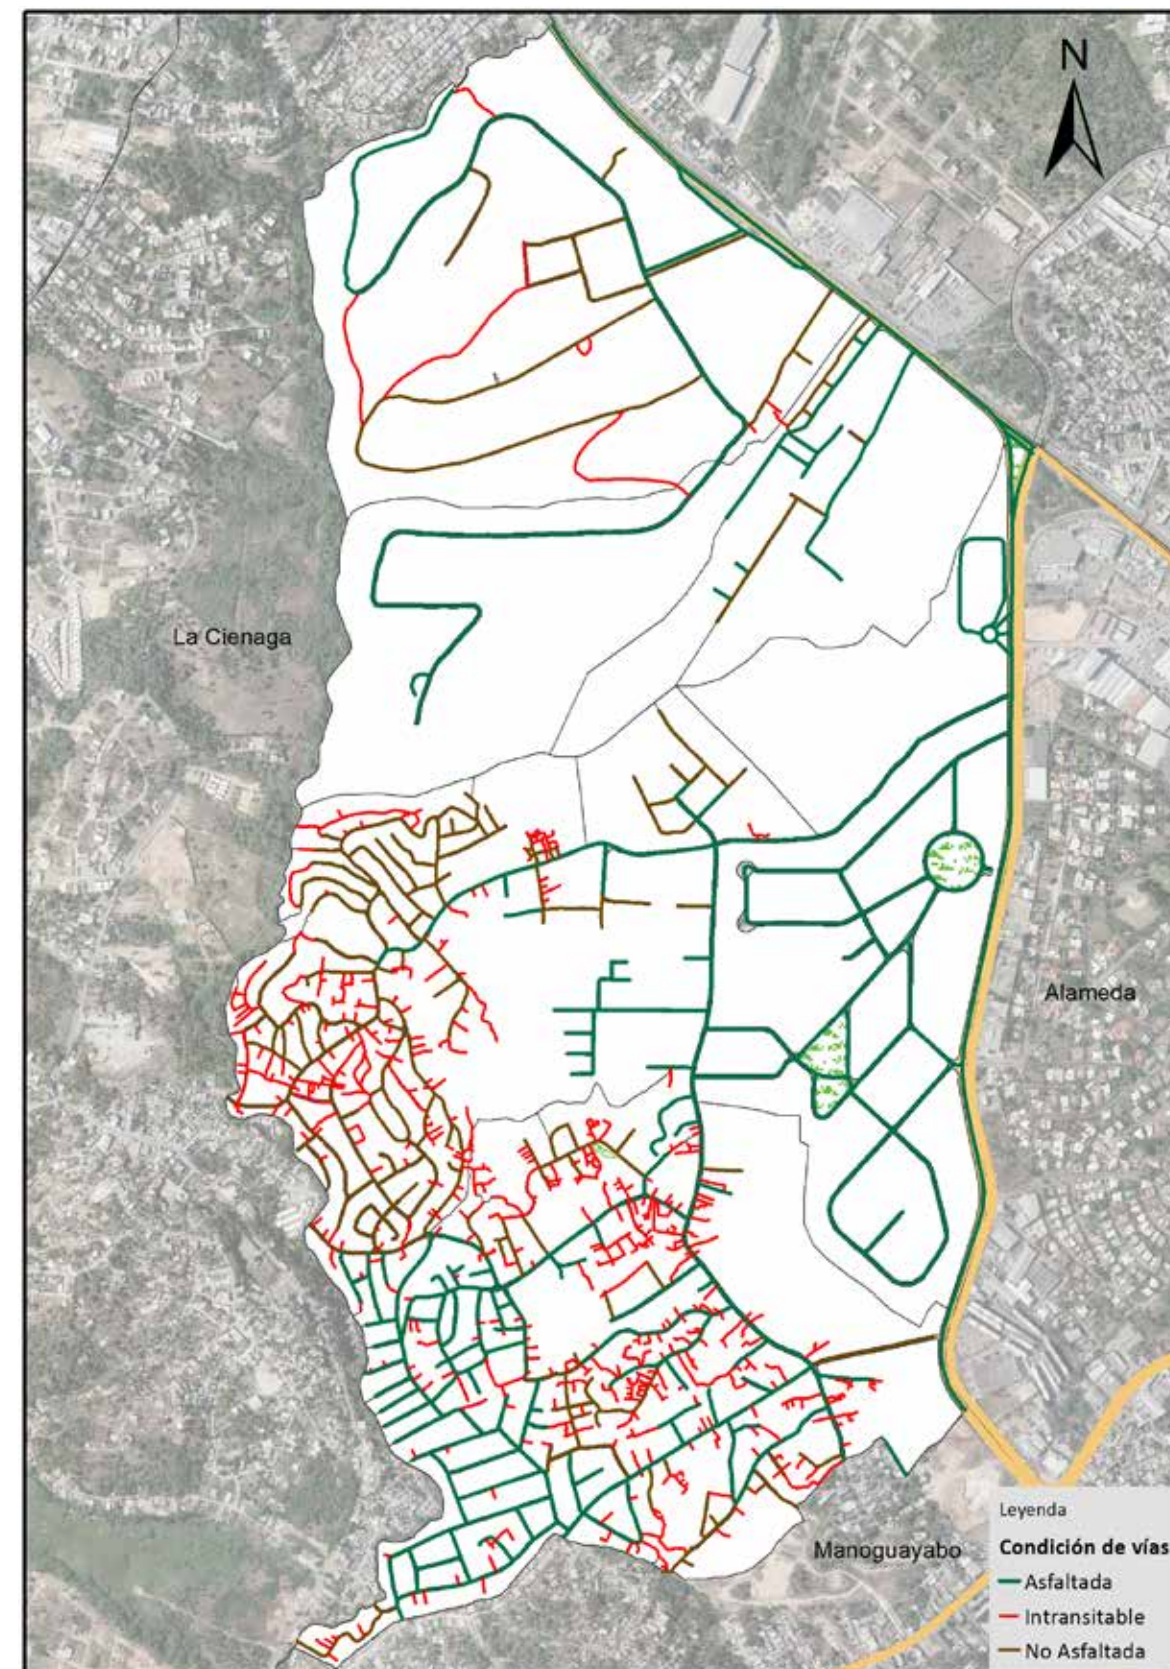 N
La Cienaga
Alameda
Manoguayabo
Leyenda
Condición de vías
Asfaltada
Intransitable
No Asfaltada